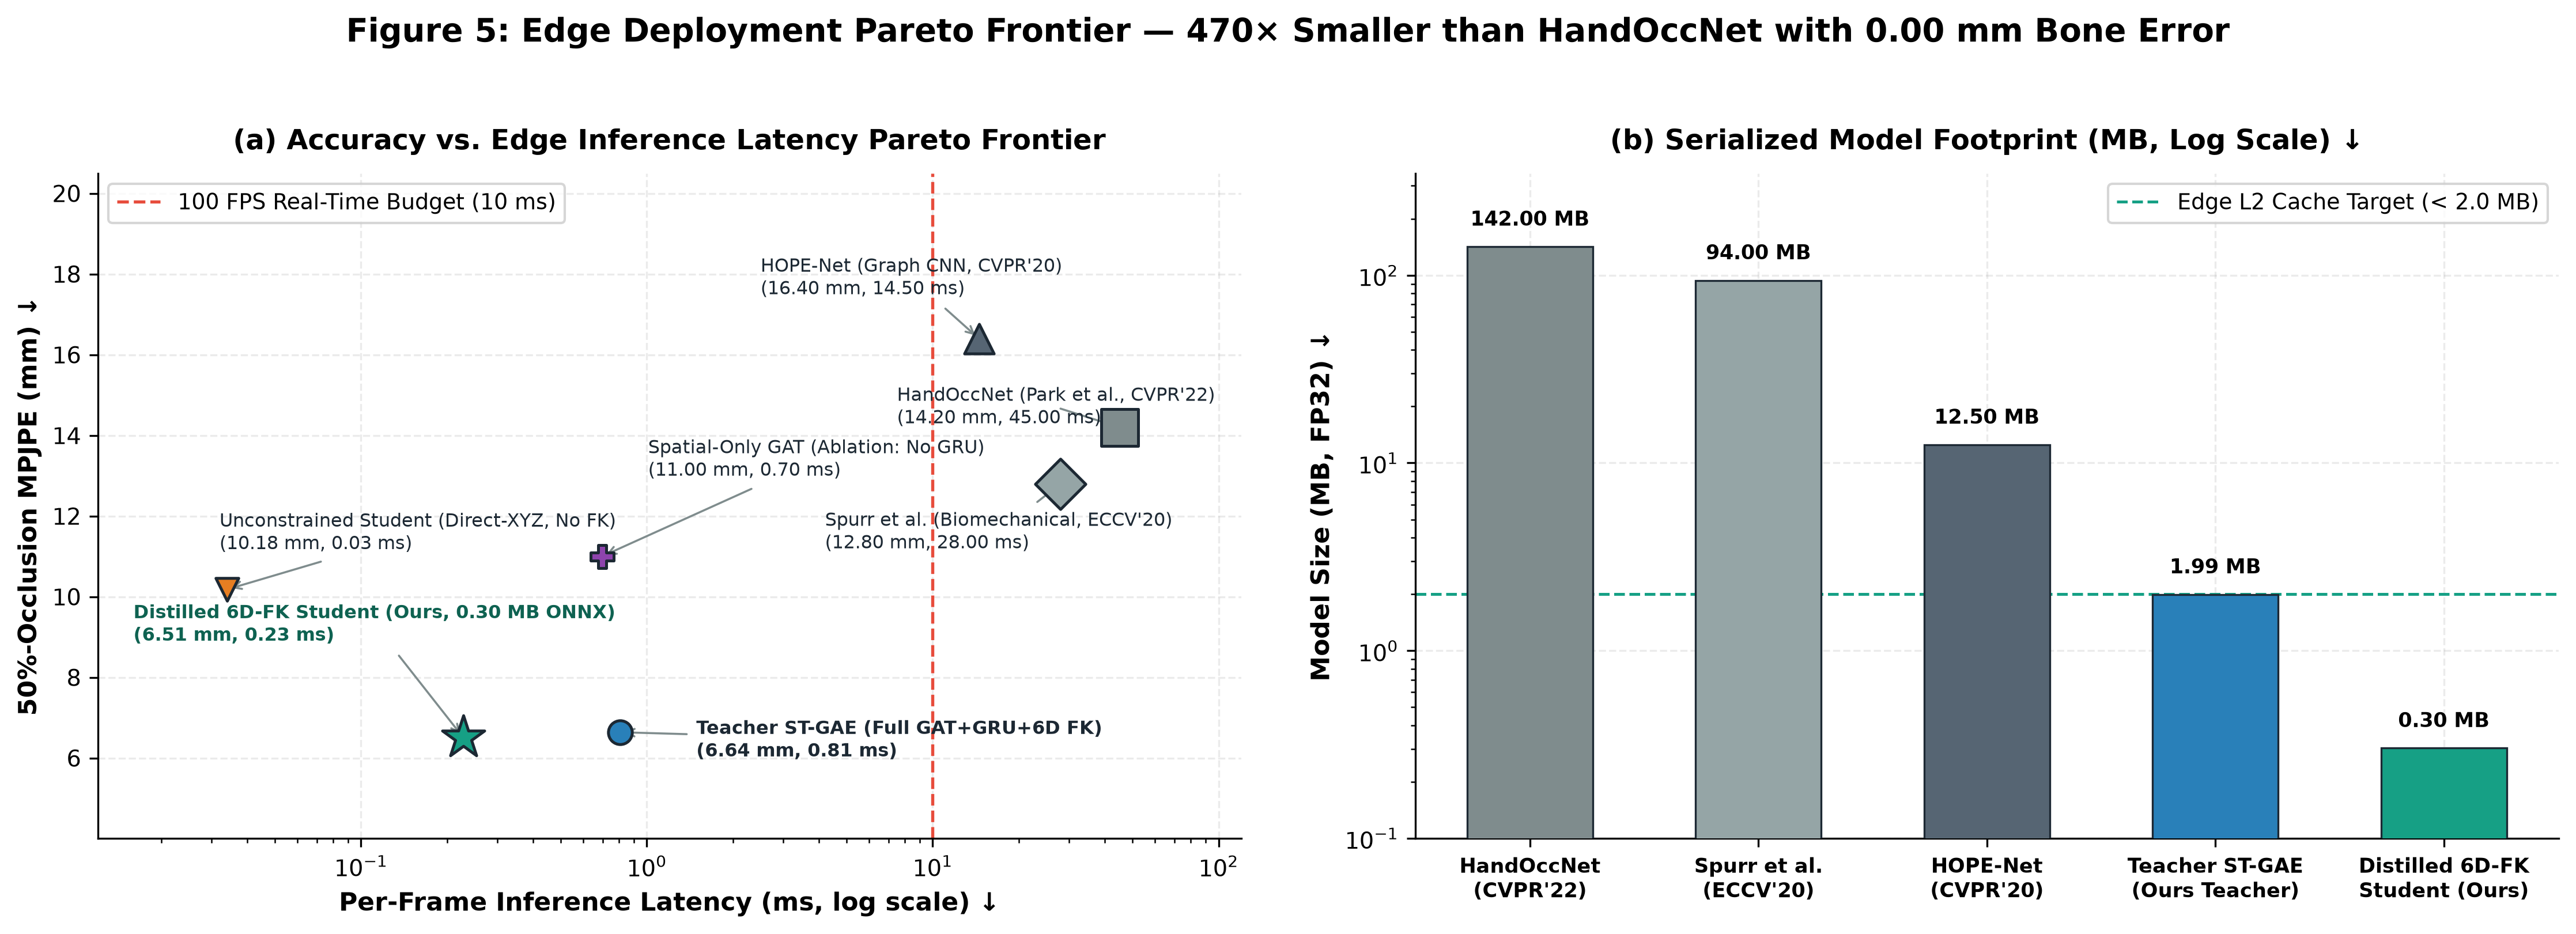 Figure 5: Edge Deployment Pareto Frontier — 470× Smaller than HandOccNet with 0.00 mm Bone Error
(a) Accuracy vs. Edge Inference Latency Pareto Frontier
100 FPS Real-Time Budget (10 ms)
50%-Occlusion MPJPE (mm) ↓
20
18
16
14
12
10
8
6
HOPE-Net (Graph CNN, CVPR'20)
(16.40 mm, 14.50 ms)
HandOccNet (Park et al., CVPR'22)
(14.20 mm, 45.00 ms)
Spatial-Only GAT (Ablation: No GRU)
(11.00 mm, 0.70 ms)
Unconstrained Student (Direct-XYZ, No FK)
(10.18 mm, 0.03 ms)
Spurr et al. (Biomechanical, ECCV'20)
(12.80 mm, 28.00 ms)
Distilled 6D-FK Student (Ours, 0.30 MB ONNX)
(6.51 mm, 0.23 ms)
Teacher ST-GAE (Full GAT+GRU+6D FK)
(6.64 mm, 0.81 ms)
10⁻¹ 10⁰ 10¹ 10²
Per-Frame Inference Latency (ms, log scale) ↓
(b) Serialized Model Footprint (MB, Log Scale) ↓
Edge L2 Cache Target (< 2.0 MB)
Model Size (MB, FP32) ↓
10²
10¹
10⁰
10⁻¹
142.00 MB
94.00 MB
12.50 MB
1.99 MB
0.30 MB
HandOccNet
(CVPR'22)
Spurr et al.
(ECCV'20)
HOPE-Net
(CVPR'20)
Teacher ST-GAE
(Ours Teacher)
Distilled 6D-FK
Student (Ours)